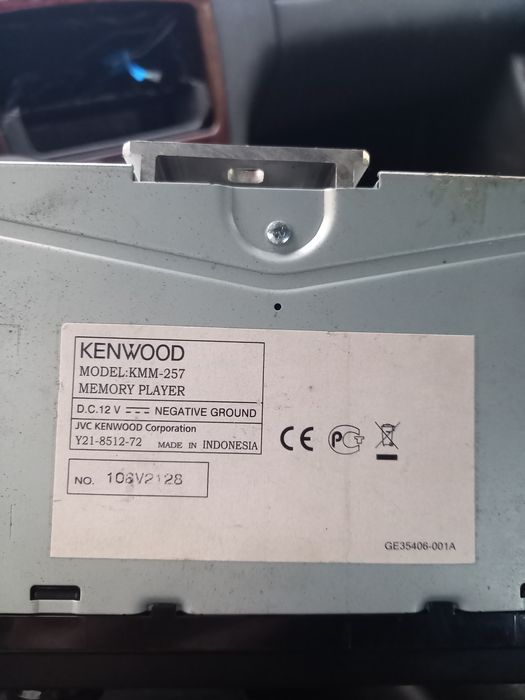 KENWOOD
MODEL:KMM-257
MEMORY PLAYER
D.C.12 V NEGATIVE GROUND
JVC KENWOOD Corporation
Y21-8512-72 MADE IN INDONESIA
NO.
CE PG
GE35406-001A